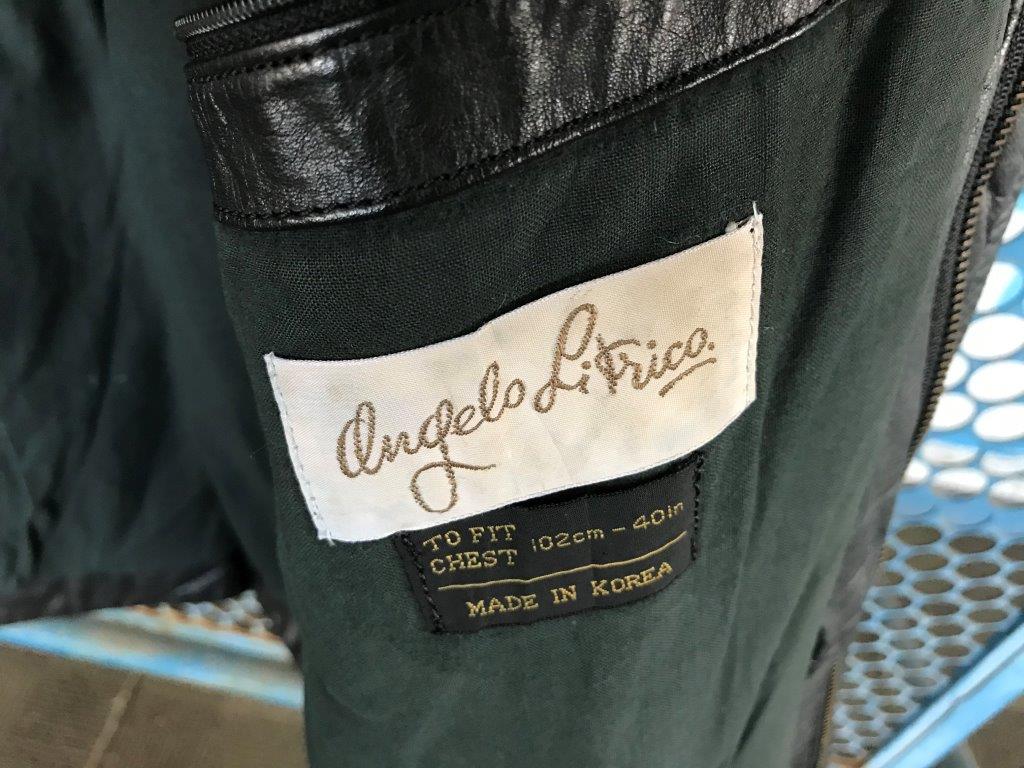 Angelo Litrico.
TO FIT CHEST 102cm - 40in
MADE IN KOREA